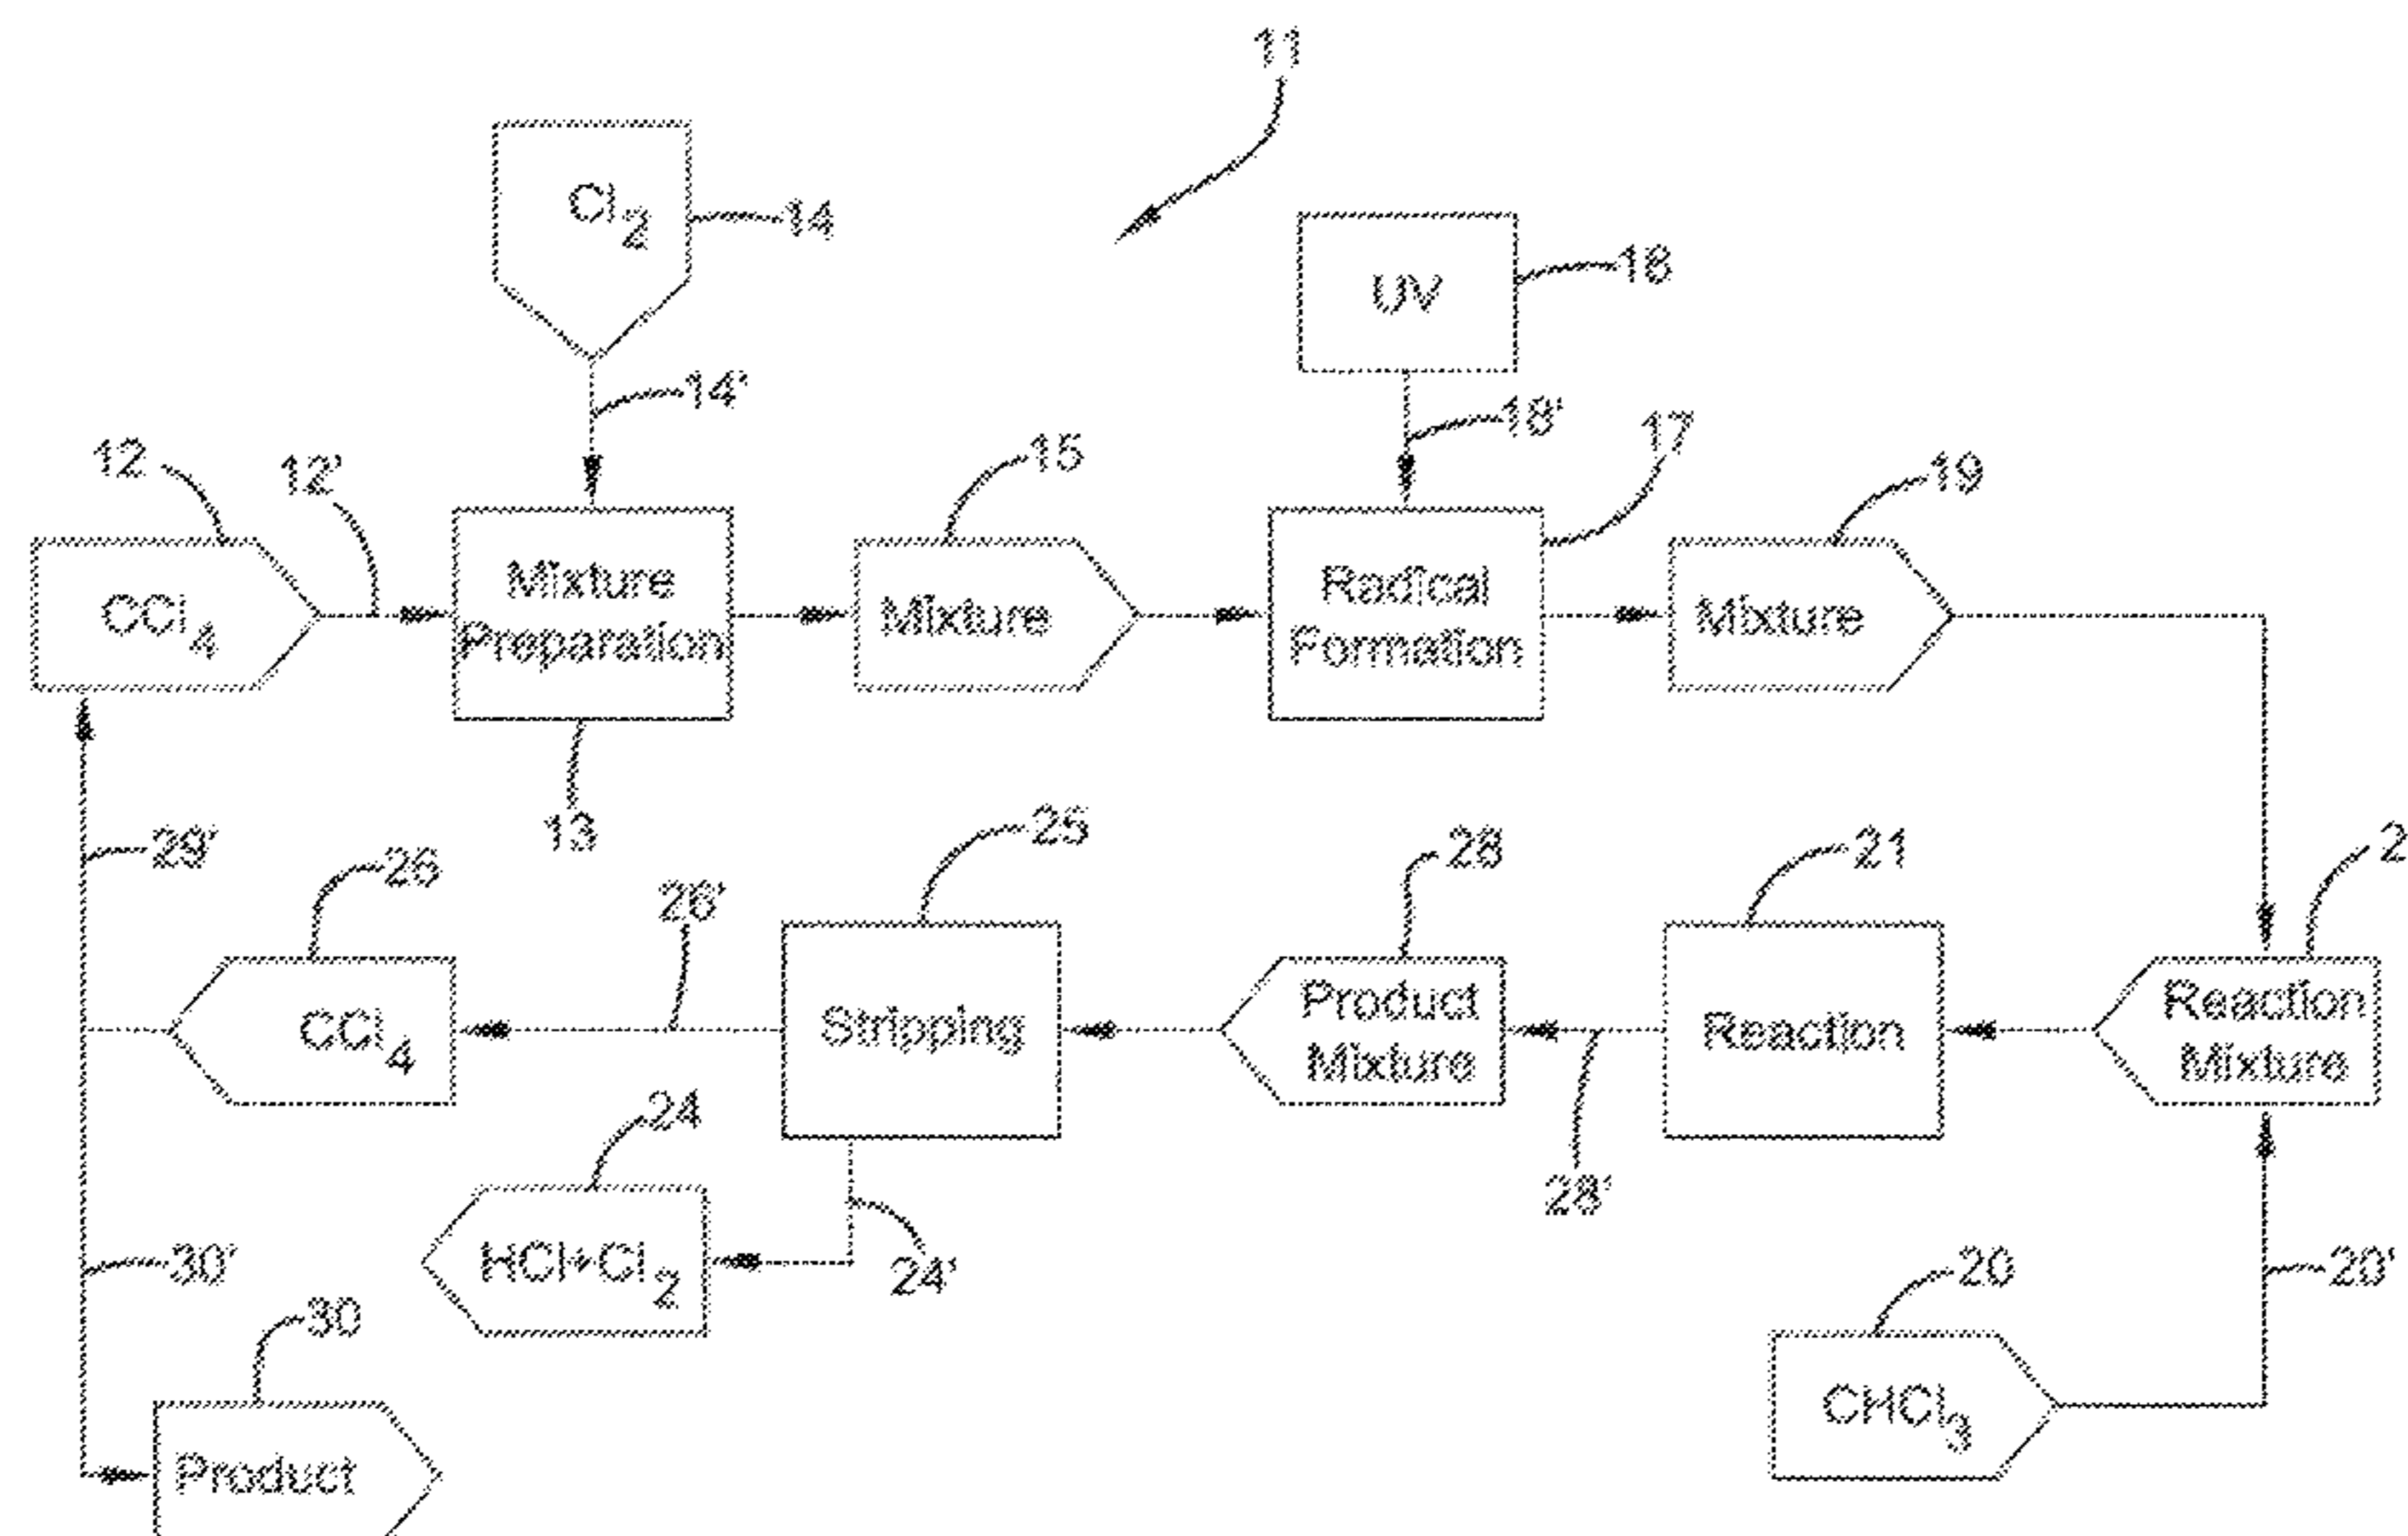 11
Cl2
14
UV
18
14'
18'
17
12
12'
15
19
CCl4
Mixture
Preparation
Mixture
Radical
Formation
Mixture
13
29'
26
26'
25
28
21
CCl4
Stripping
Product
Mixture
Reaction
Reaction
Mixture
24
28'
HCl+Cl2
24'
30'
30
20
20'
CHCl3
Product